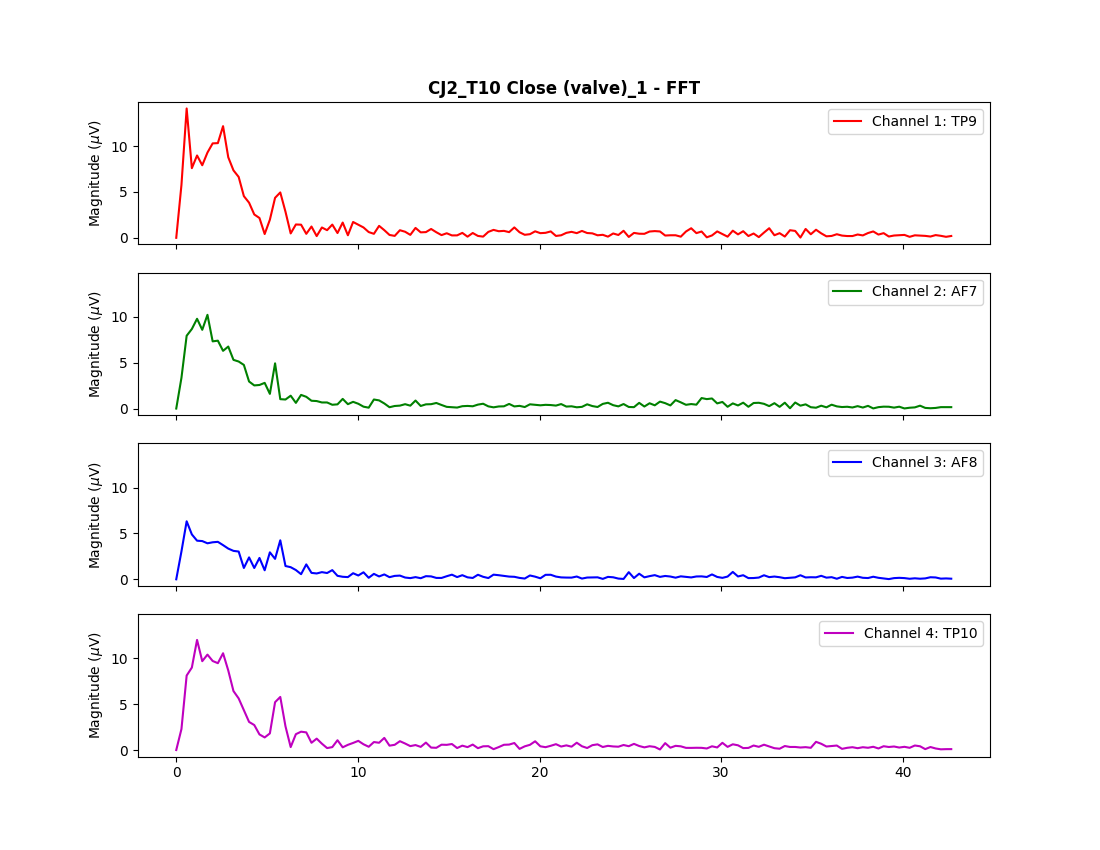 CJ2_T10 Close (valve)_1 - FFT
Magnitude (μV)
10
5
0
Channel 1: TP9
Magnitude (μV)
10
5
0
Channel 2: AF7
Magnitude (μV)
10
5
0
Channel 3: AF8
Magnitude (μV)
10
5
0
Channel 4: TP10
0 10 20 30 40